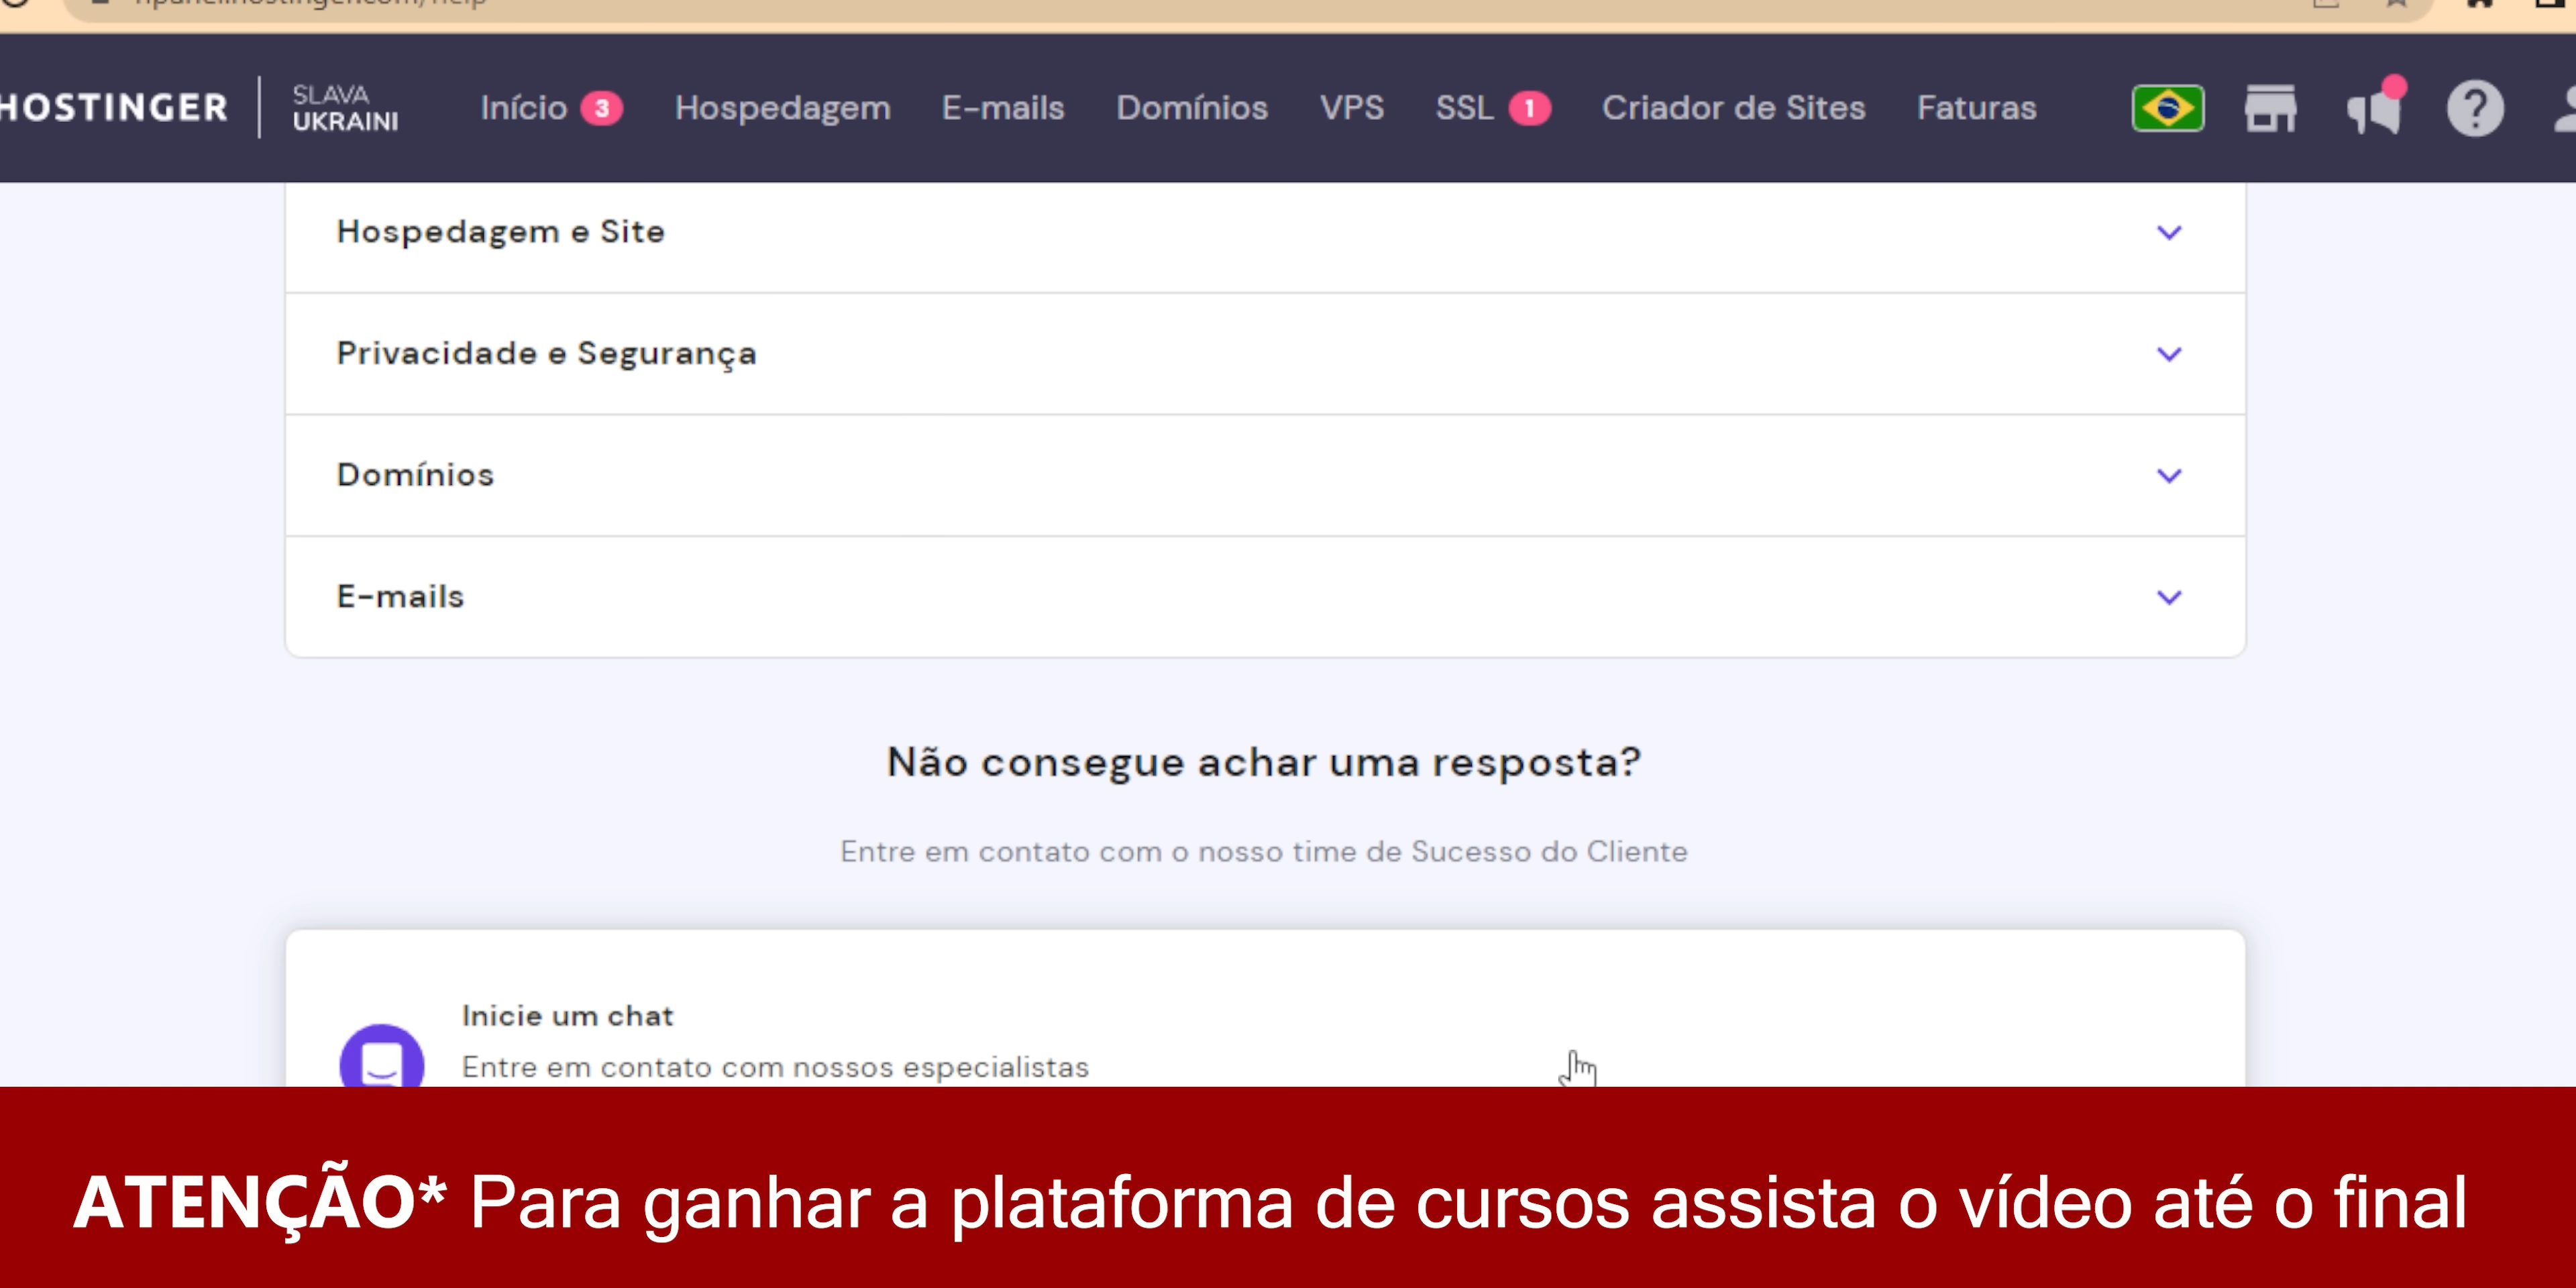 HOSTINGER
SLAVA
UKRAINI
Início 3 Hospedagem E-mails Domínios VPS SSL 1 Criador de Sites Faturas
Hospedagem e Site
Privacidade e Segurança
Domínios
E-mails
Não consegue achar uma resposta?
Entre em contato com o nosso time de Sucesso do Cliente
Inicie um chat
Entre em contato com nossos especialistas
ATENÇÃO* Para ganhar a plataforma de cursos assista o vídeo até o final